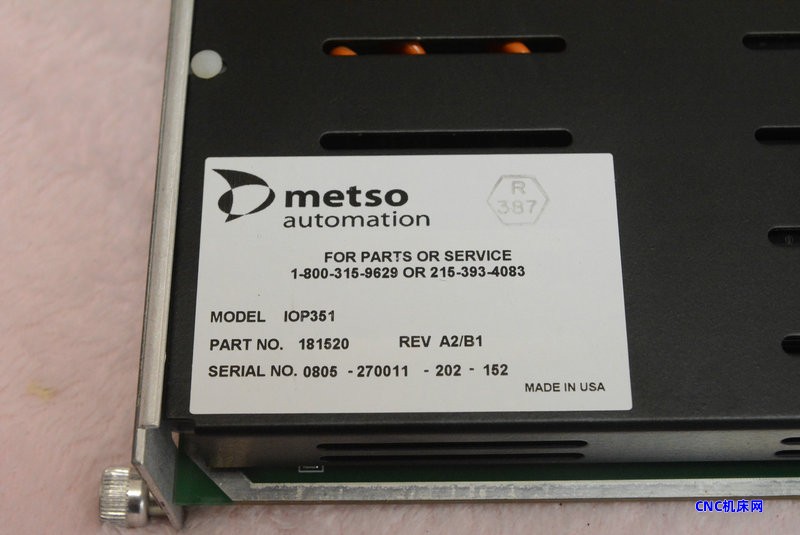 metso
automation
R
387
FOR PARTS OR SERVICE
1-800-315-9629 OR 215-393-4083
MODEL IOP351
PART NO. 181520 REV A2/B1
SERIAL NO. 0805 - 270011 - 202 - 152
MADE IN USA
CNC机床网